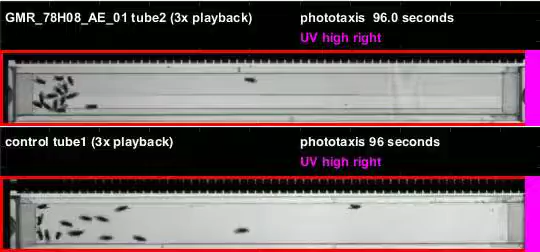 GMR_78H08_AE_01 tube2 (3x playback) phototaxis 96.0 seconds
UV high right
control tube1 (3x playback) phototaxis 96 seconds
UV high right